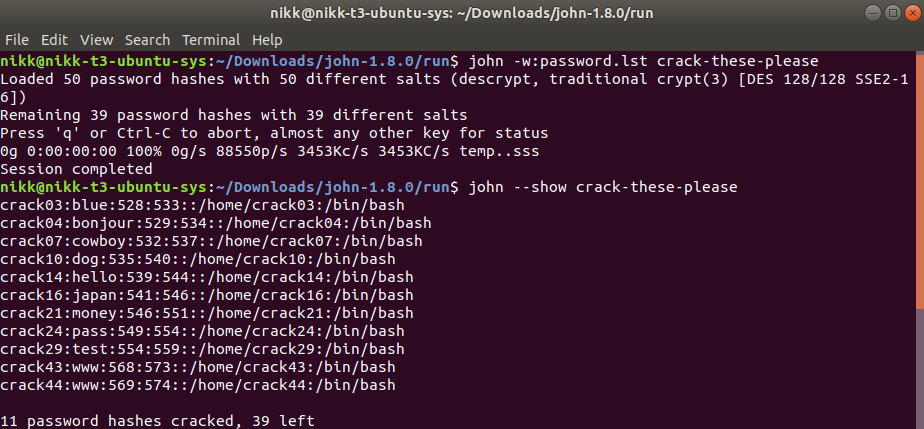 nikk@nikk-t3-ubuntu-sys: ~/Downloads/john-1.8.0/run
File Edit View Search Terminal Help
nikk@nikk-t3-ubuntu-sys:~/Downloads/john-1.8.0/run$ john -w:password.lst crack-these-please
Loaded 50 password hashes with 50 different salts (descrypt, traditional crypt(3) [DES 128/128 SSE2-1
6])
Remaining 39 password hashes with 39 different salts
Press 'q' or Ctrl-C to abort, almost any other key for status
0g 0:00:00:00 100% 0g/s 88550p/s 3453Kc/s 3453KC/s temp..sss
Session completed
nikk@nikk-t3-ubuntu-sys:~/Downloads/john-1.8.0/run$ john --show crack-these-please
crack03:blue:528:533::/home/crack03:/bin/bash
crack04:bonjour:529:534::/home/crack04:/bin/bash
crack07:cowboy:532:537::/home/crack07:/bin/bash
crack10:dog:535:540::/home/crack10:/bin/bash
crack14:hello:539:544::/home/crack14:/bin/bash
crack16:japan:541:546::/home/crack16:/bin/bash
crack21:money:546:551::/home/crack21:/bin/bash
crack24:pass:549:554::/home/crack24:/bin/bash
crack29:test:554:559::/home/crack29:/bin/bash
crack43:www:568:573::/home/crack43:/bin/bash
crack44:www:569:574::/home/crack44:/bin/bash
11 password hashes cracked, 39 left